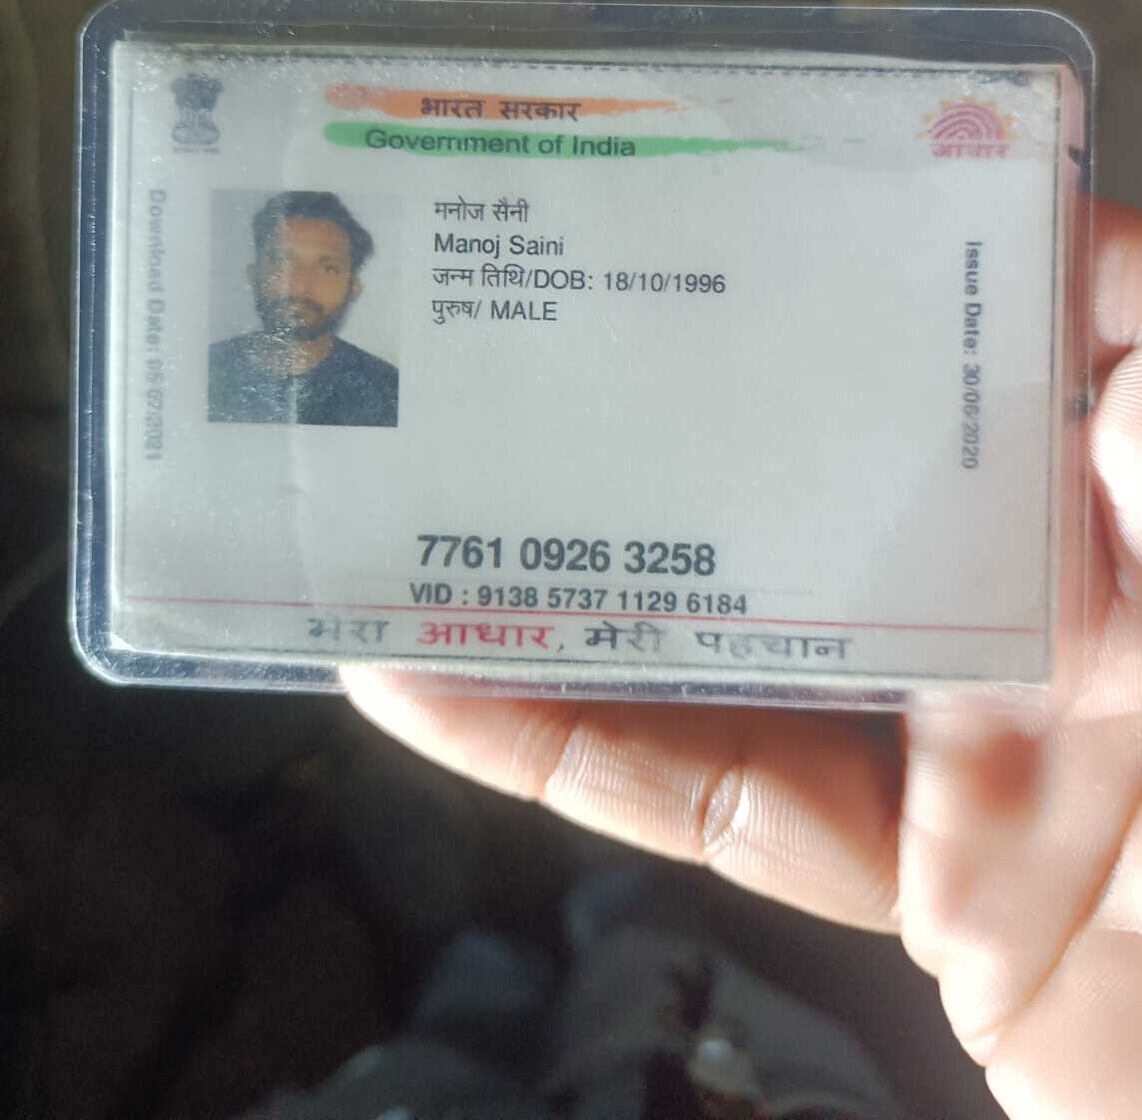 भारत सरकार
Government of India
आधार
Download Date: 06/07/2021
मनोज सैनी
Manoj Saini
जन्म तिथि/DOB: 18/10/1996
पुरुष/ MALE
Issue Date: 30/06/2020
7761 0926 3258
VID : 9138 5737 1129 6184
मेरा आधार, मेरी पहचान